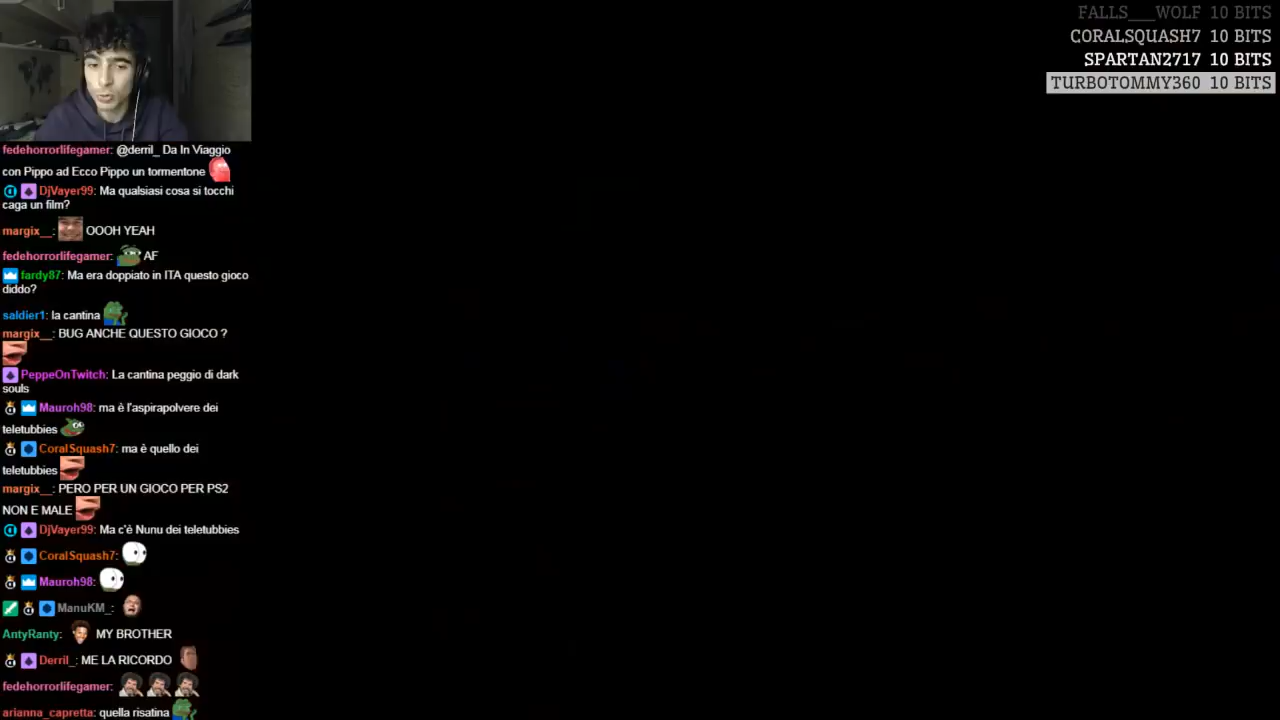 FALLS___WOLF 10 BITS
CORALSQUASH7 10 BITS
SPARTAN2717 10 BITS
TURBOTOMMY360 10 BITS
fedehorrorlifegamer: @derril_ Da In Viaggio
con Pippo ad Ecco Pippo un tormentone
DjVayer99: Ma qualsiasi cosa si tocchi
caga un film?
margix__: OOOH YEAH
fedehorrorlifegamer: AF
fardy87: Ma era doppiato in ITA questo gioco
diddo?
saldier1: la cantina
margix__: BUG ANCHE QUESTO GIOCO ?
PeppeOnTwitch: La cantina peggio di dark
souls
Mauroh98: ma è l'aspirapolvere dei
teletubbies
CoralSquash7: ma è quello dei
teletubbies
margix__: PERO PER UN GIOCO PER PS2
NON E MALE
DjVayer99: Ma c'è Nunu dei teletubbies
CoralSquash7:
Mauroh98:
ManuKM_:
AntyRanty: MY BROTHER
Derril_: ME LA RICORDO
fedehorrorlifegamer:
arianna_capretta: quella risatina